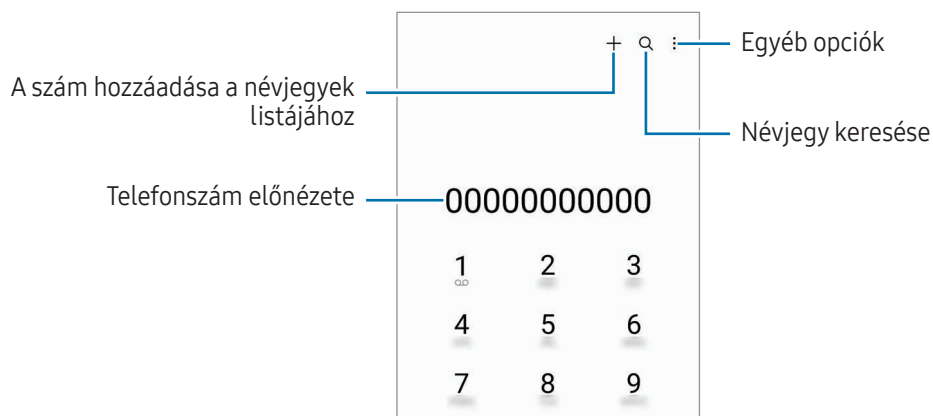 Egyéb opciók
A szám hozzáadása a névjegyek
listájához
Névjegy keresése
Telefonszám előnézete
00000000000
1 2 3
4 5 6
7 8 9